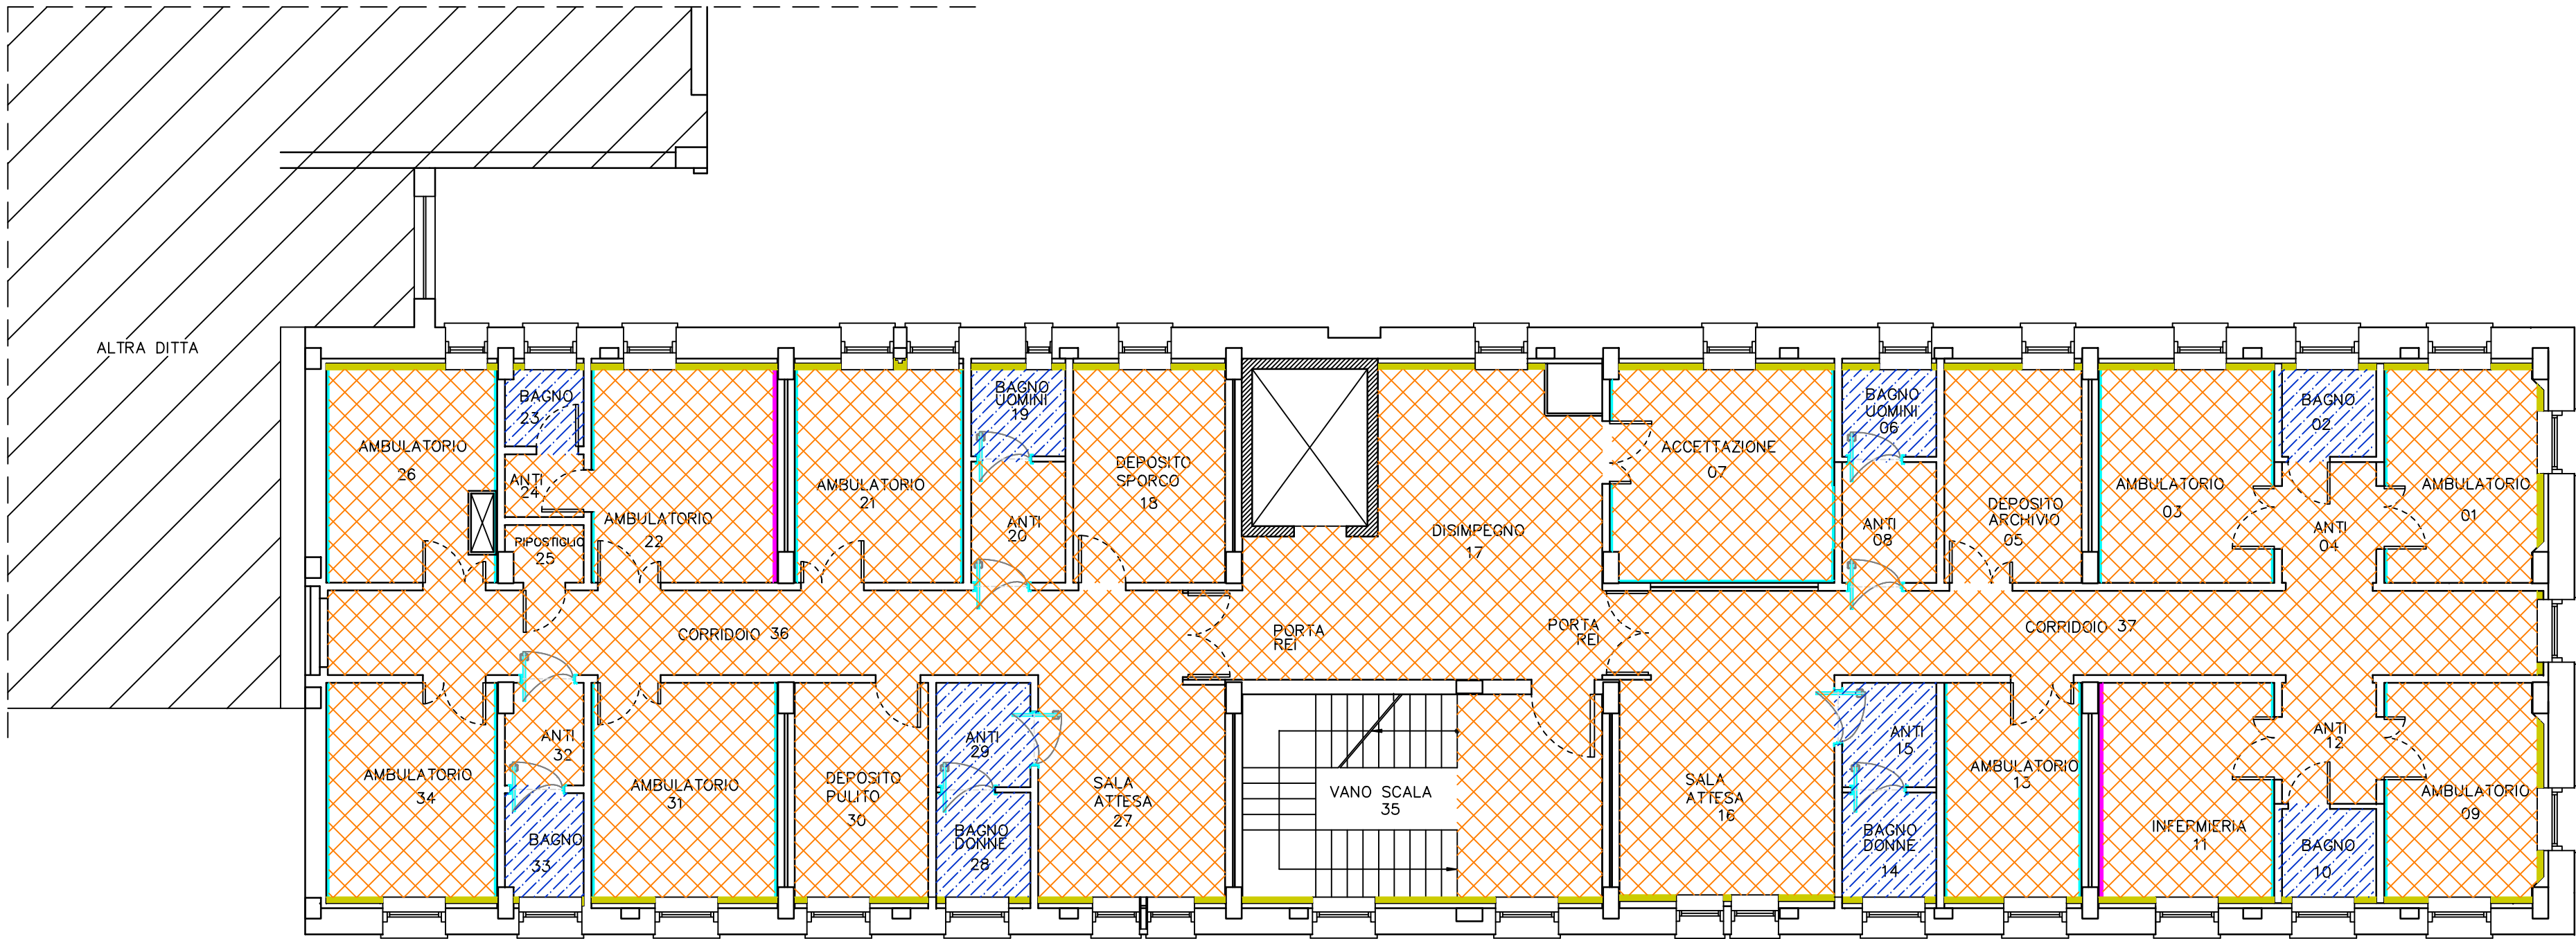 ALTRA DITTA
AMBULATORIO
26
BAGNO
23
ANTI
24
RIPOSTIGLIO
25
AMBULATORIO
22
AMBULATORIO
21
BAGNO
UOMINI
19
ANTI
20
DEPOSITO
SPORCO
18
DISIMPEGNO
17
ACCETTAZIONE
07
BAGNO
UOMINI
06
ANTI
08
DEPOSITO
ARCHIVIO
05
AMBULATORIO
03
BAGNO
02
ANTI
04
AMBULATORIO
01
CORRIDOIO 36
PORTA
REI
PORTA
REI
CORRIDOIO 37
AMBULATORIO
34
ANTI
32
BAGNO
33
AMBULATORIO
31
DEPOSITO
PULITO
30
ANTI
29
BAGNO
DONNE
28
SALA
ATTESA
27
VANO SCALA
35
SALA
ATTESA
16
ANTI
15
BAGNO
DONNE
14
AMBULATORIO
13
INFERMIERIA
11
ANTI
12
BAGNO
10
AMBULATORIO
09